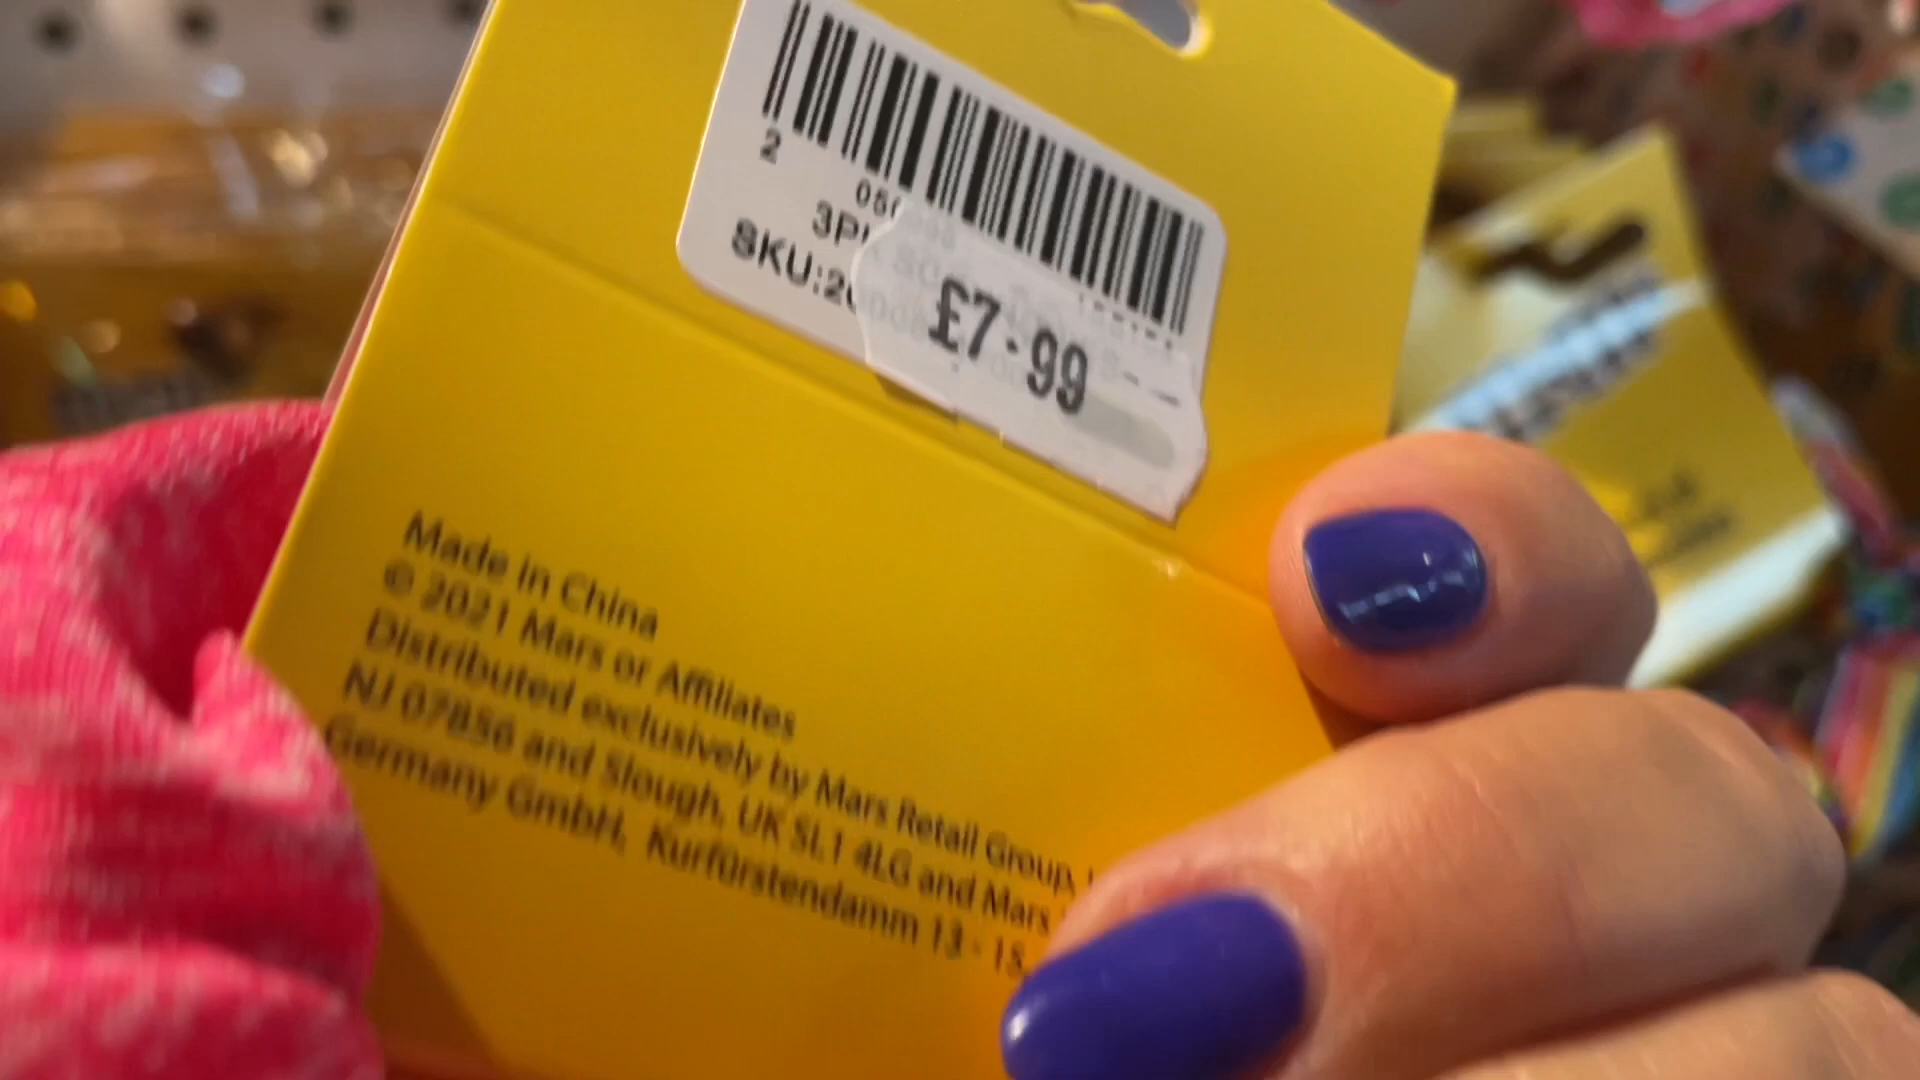 2
3P
SKU:2
£7.99
Made in China
© 2021 Mars or Affiliates
Distributed exclusively by Mars Retail Group,
NJ 07856 and Slough, UK SL1 4LG and Mars
Germany GmbH, Kurfürstendamm 13 - 15,